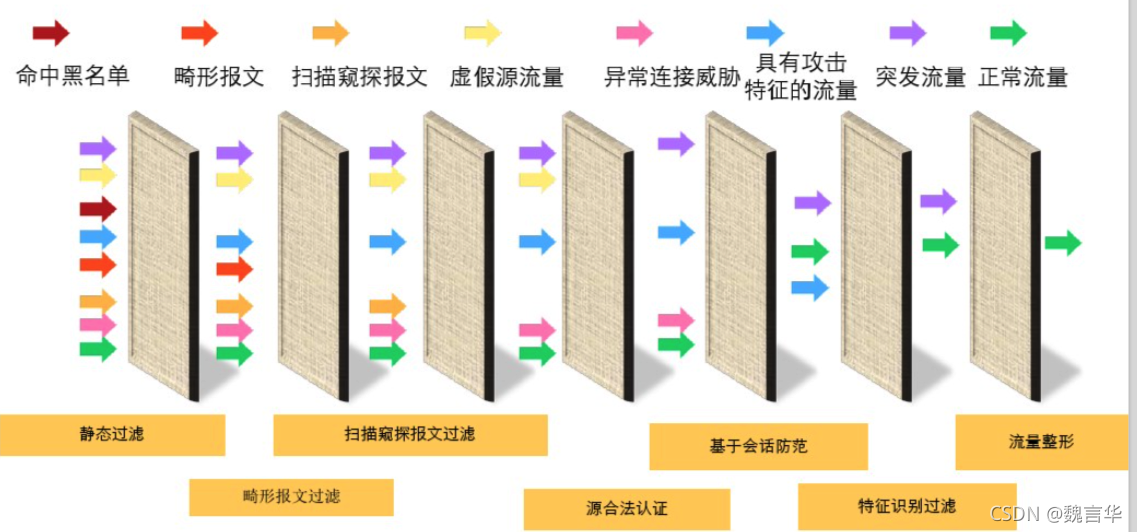 命中黑名单
畸形报文
扫描窥探报文
虚假源流量
异常连接威胁
具有攻击
特征的流量
突发流量
正常流量
静态过滤
畸形报文过滤
扫描窥探报文过滤
源合法认证
基于会话防范
特征识别过滤
流量整形
CSDN @魏言华